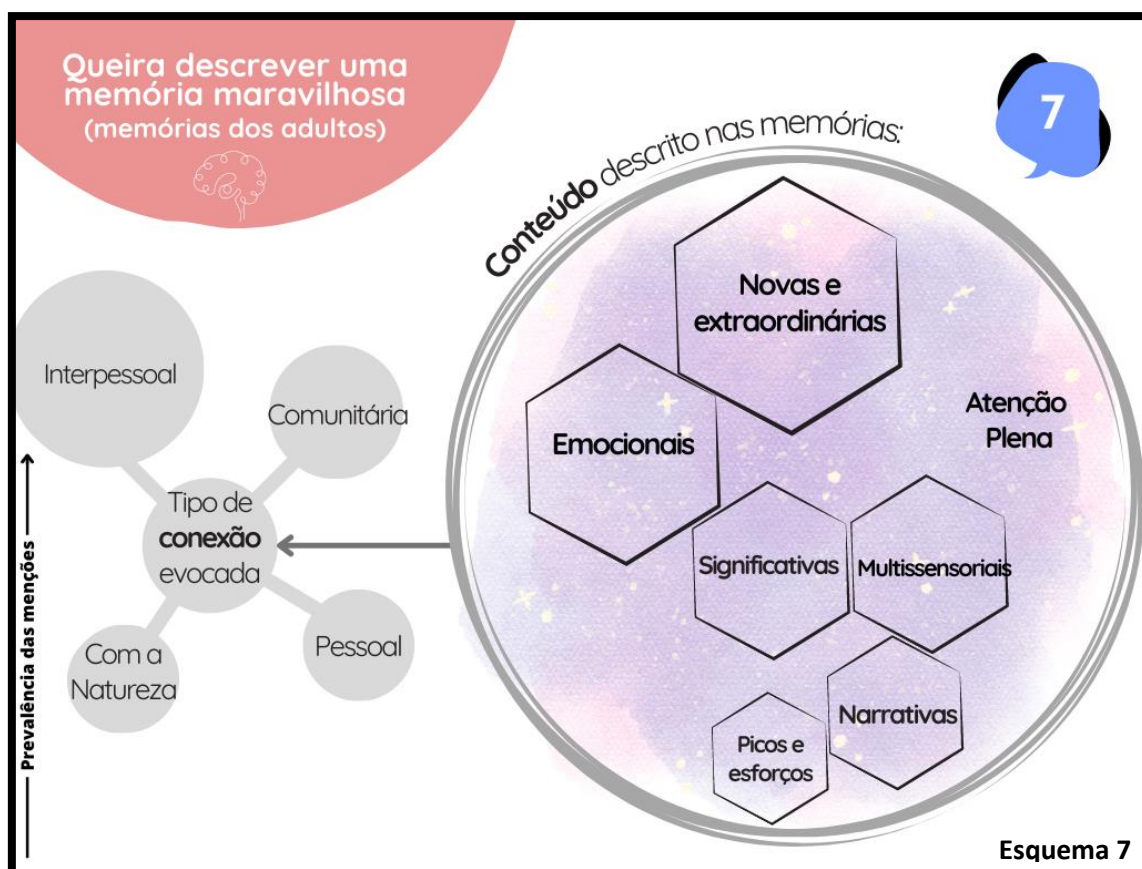 Queira descrever uma
memória maravilhosa
(memórias dos adultos)
7
Conteúdo descrito nas memórias:
Novas e
extraordinárias
Emocionais
Atenção
Plena
Significativas
Multissensoriais
Narrativas
Picos e
esforços
Interpessoal
Comunitária
Tipo de
conexão
evocada
Com a
Natureza
Pessoal
Prevalência das menções
Esquema 7